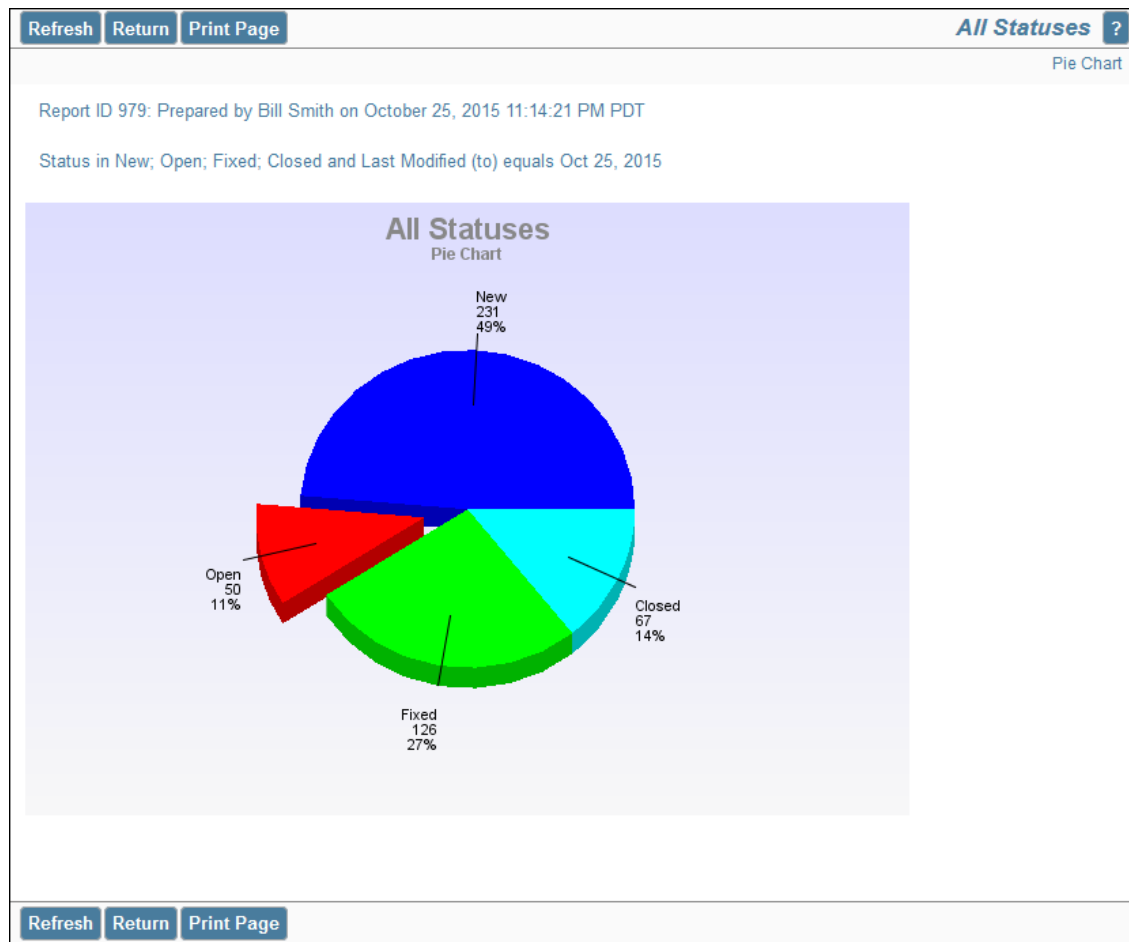 Refresh Return Print Page All Statuses ?
Pie Chart
Report ID 979: Prepared by Bill Smith on October 25, 2015 11:14:21 PM PDT
Status in New; Open; Fixed; Closed and Last Modified (to) equals Oct 25, 2015
All Statuses
Pie Chart
New
231
49%
Open
50
11%
Closed
67
14%
Fixed
126
27%
Refresh Return Print Page